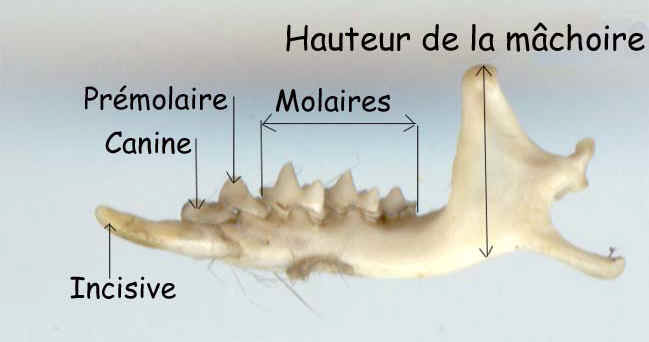 Hauteur de la mâchoire
Prémolaire
Molaires
Canine
Incisive